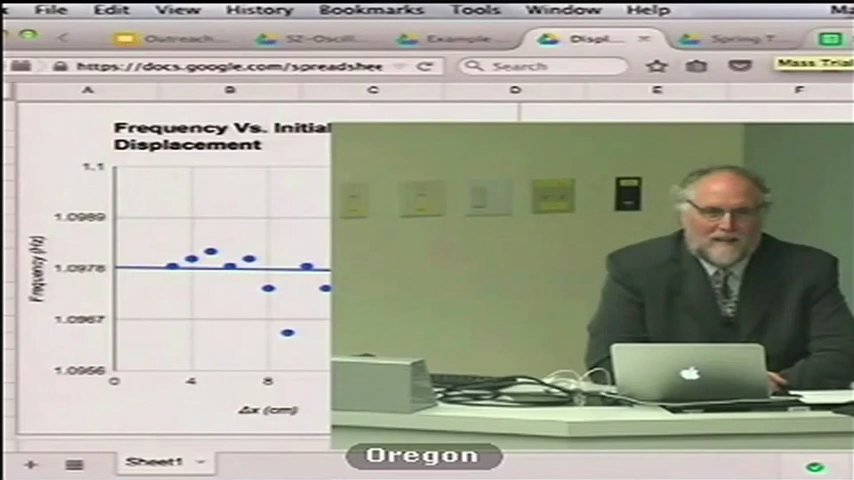 File Edit View History Bookmarks Tools Window Help
Outreach SZ-Oscill Example Displ Spring T
https://docs.google.com/spreadshee Search
Mass Trial
A B C D E F
Frequency Vs. Initial
Displacement
1.1
1.0989
1.0978
1.0967
1.0956
Frequency (Hz)
0 4 8
Δx (cm)
Oregon
Sheet1